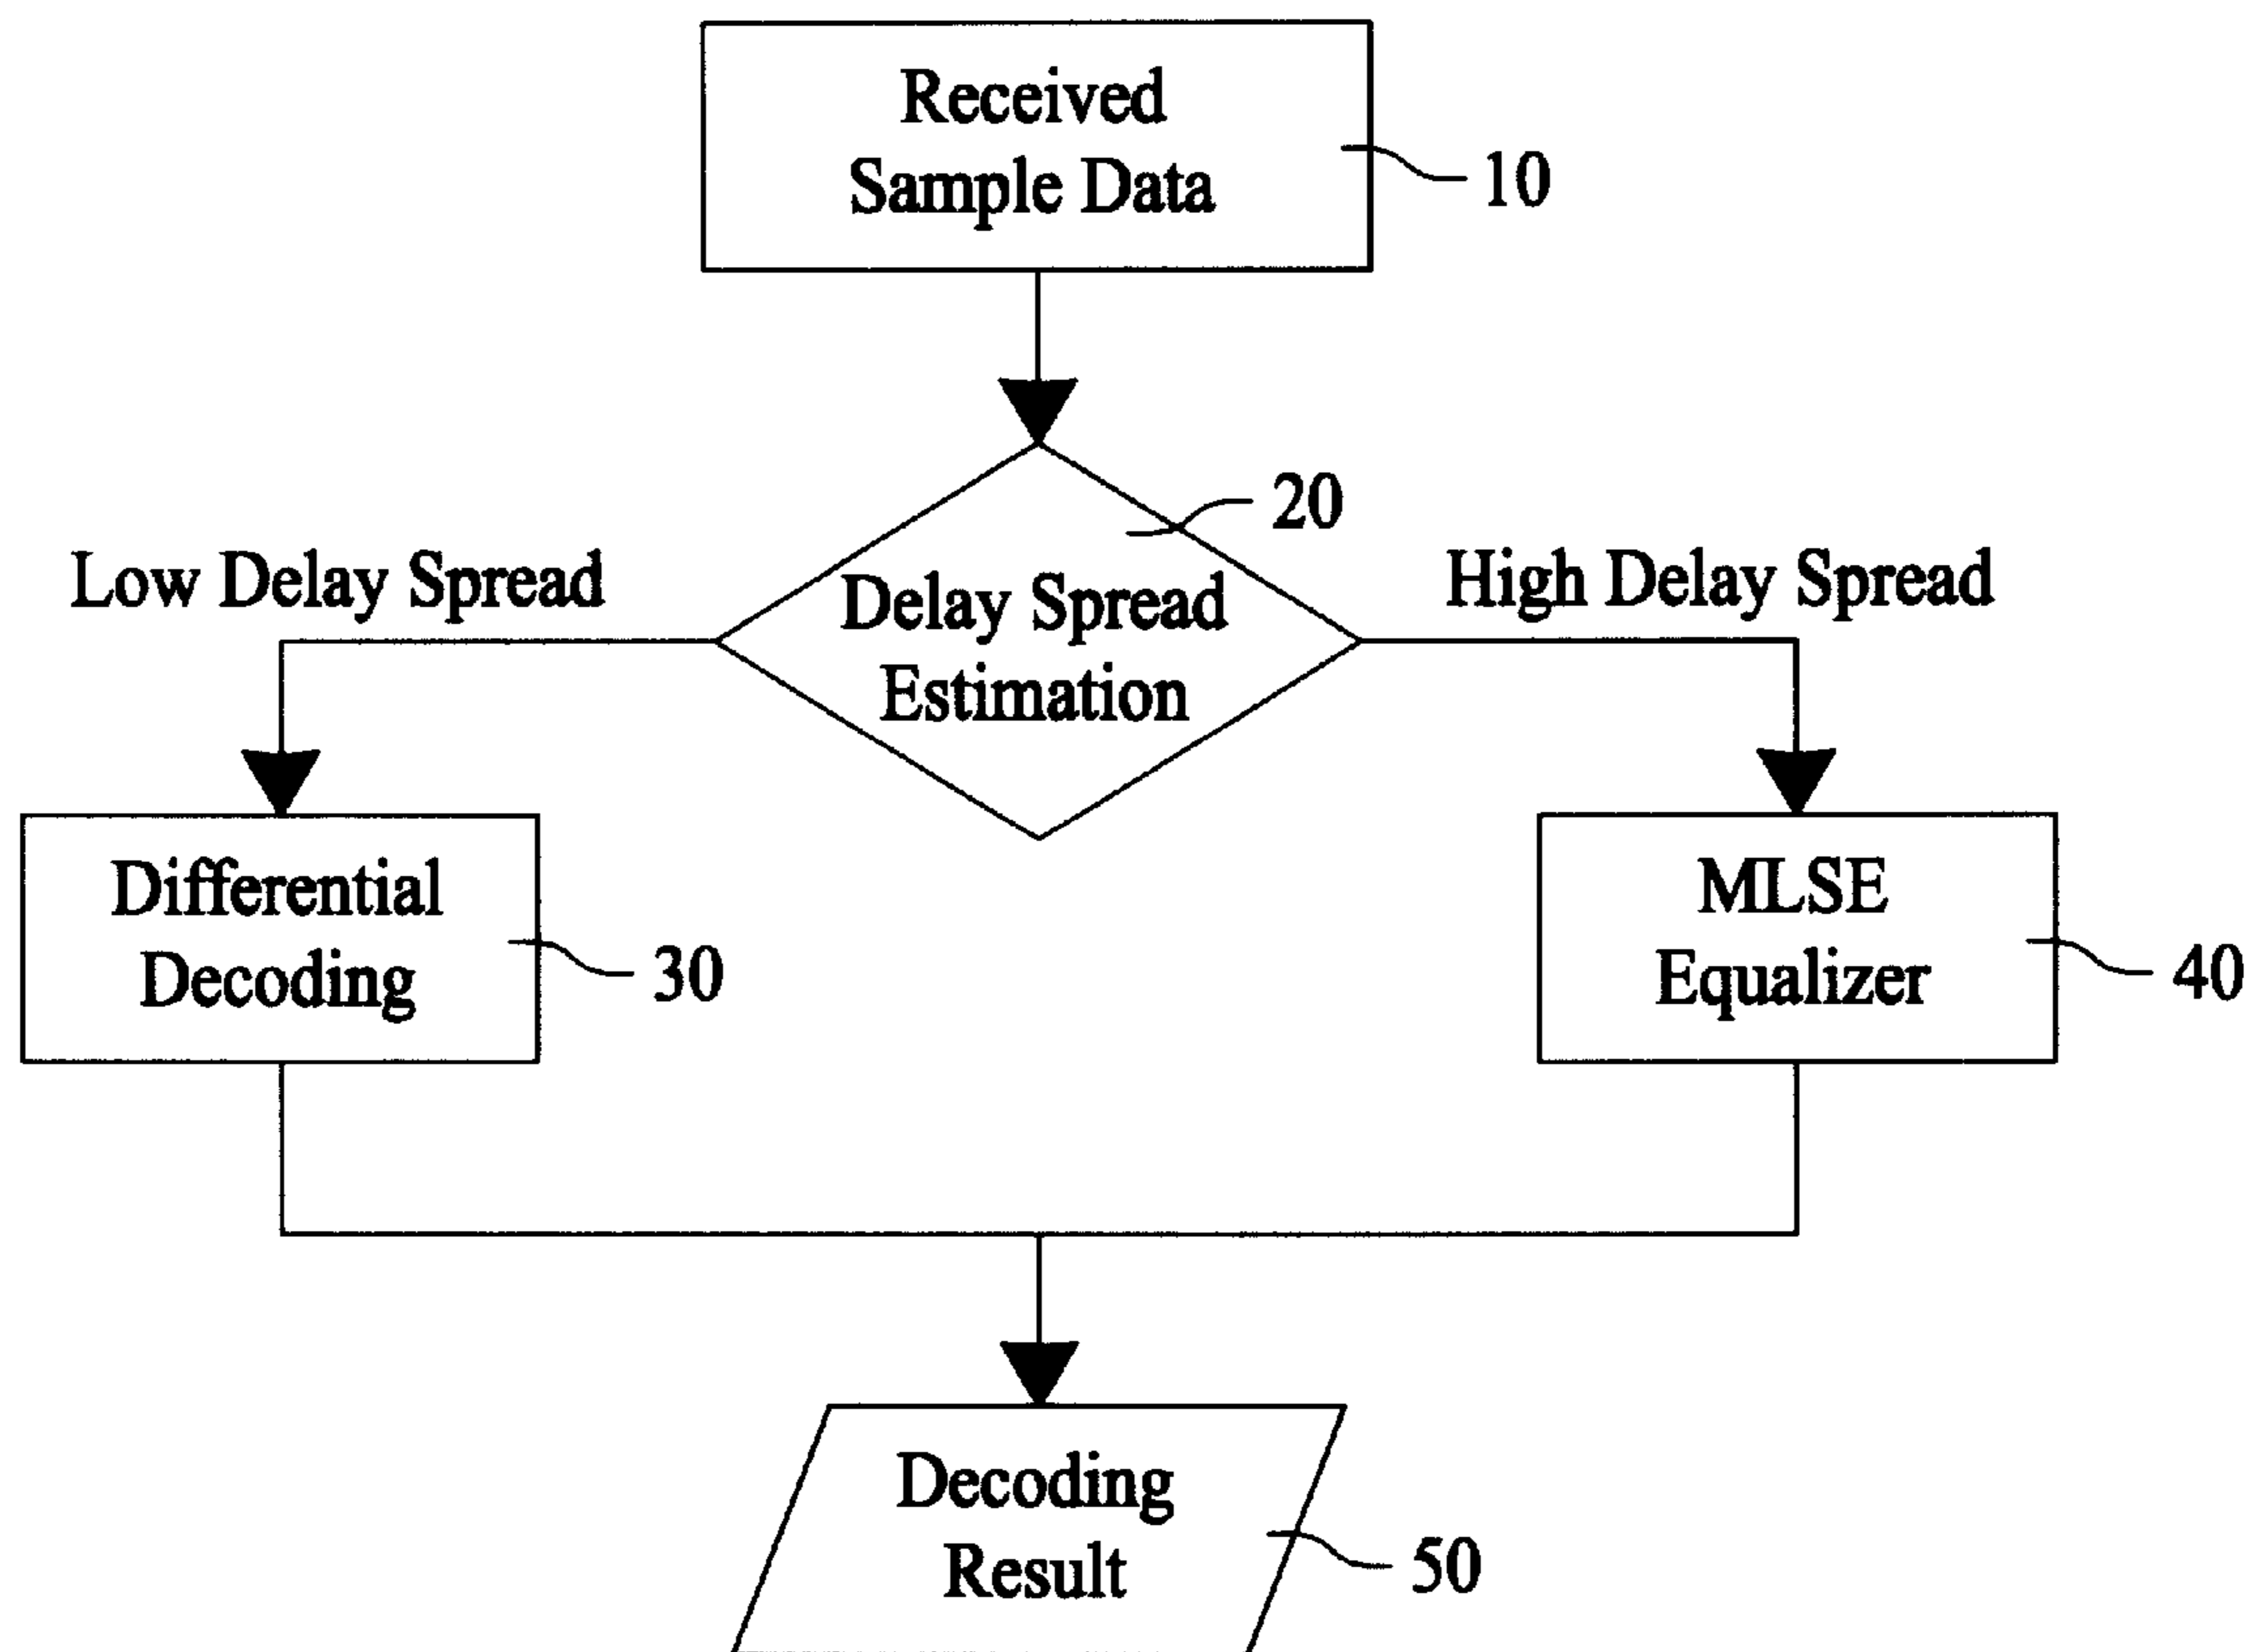 Received
Sample Data
10
20
Low Delay Spread
Delay Spread
Estimation
High Delay Spread
Differential
Decoding
30
MLSE
Equalizer
40
Decoding
Result
50